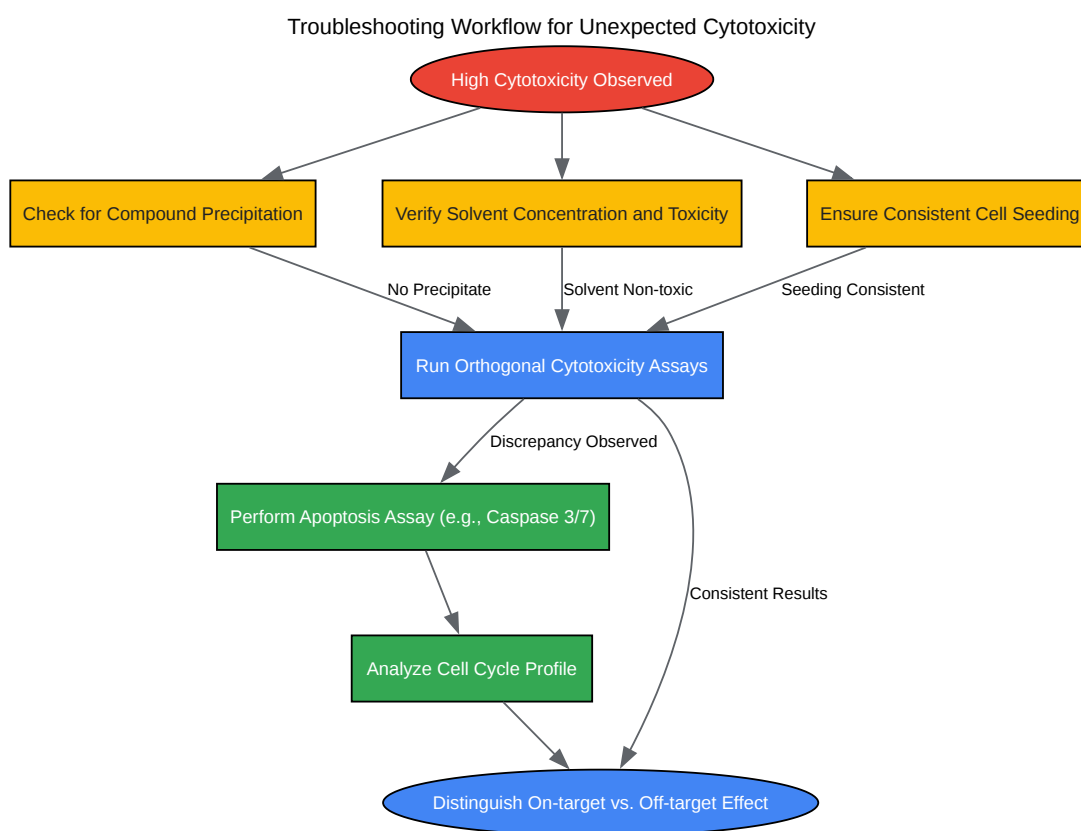 Troubleshooting Workflow for Unexpected Cytotoxicity
High Cytotoxicity Observed
Check for Compound Precipitation
Verify Solvent Concentration and Toxicity
Ensure Consistent Cell Seeding
No Precipitate
Solvent Non-toxic
Seeding Consistent
Run Orthogonal Cytotoxicity Assays
Discrepancy Observed
Perform Apoptosis Assay (e.g., Caspase 3/7)
Consistent Results
Analyze Cell Cycle Profile
Distinguish On-target vs. Off-target Effect